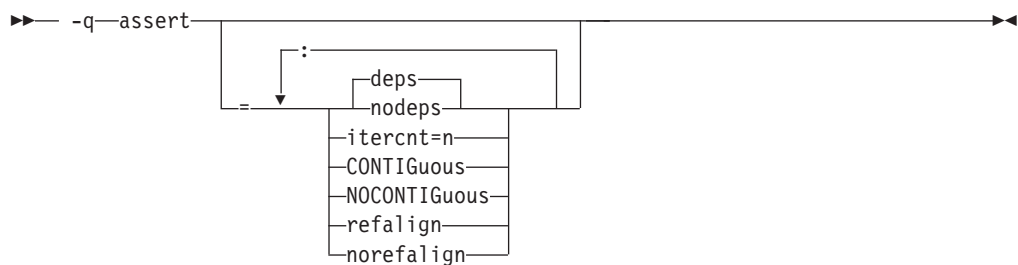 -q assert
:
deps
= nodeps
itercnt=n
CONTIGuous
NOCONTIGuous
refalign
norefalign